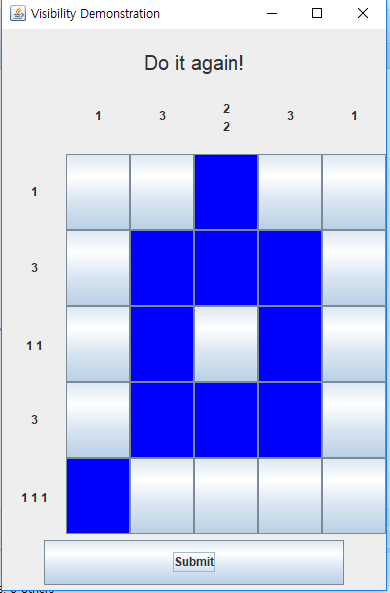 Visibility Demonstration
Do it again!
1 3 2 3 1
2
1
3
1 1
3
1 1 1
Submit